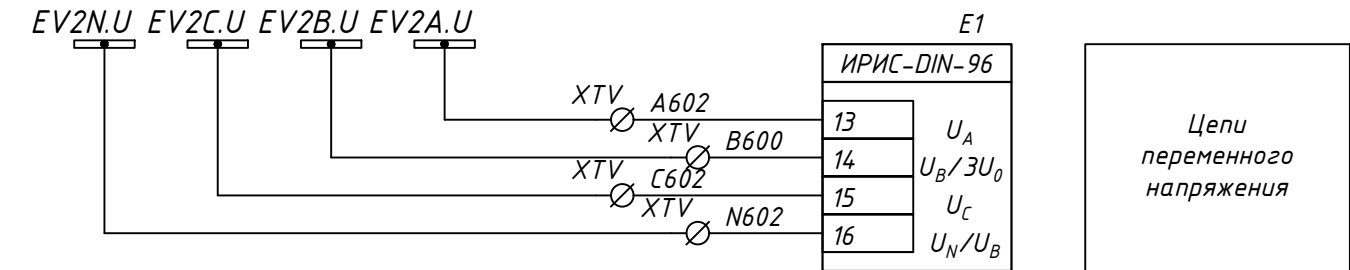 EV2N.U EV2C.U EV2B.U EV2A.U
E1
ИРИС-DIN-96
XTV A602 13 U_A
XTV B600 14 U_B/3U_0
XTV C602 15 U_C
XTV N602 16 U_N/U_B
Цепи
переменного
напряжения